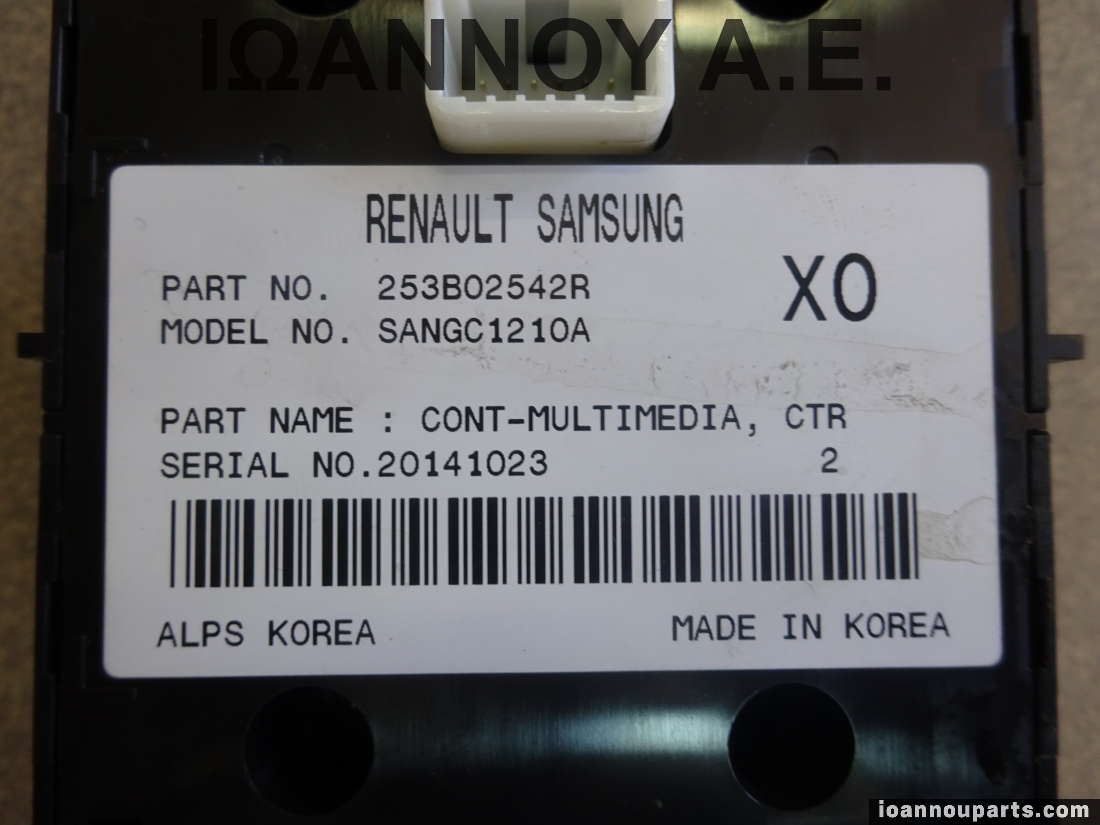 ΙΩΑΝΝΟΥ Α.Ε.
RENAULT SAMSUNG
PART NO. 253B02542R
X0
MODEL NO. SANGC1210A
PART NAME : CONT-MULTIMEDIA, CTR
SERIAL NO.20141023 2
ALPS KOREA MADE IN KOREA
ioannouparts.com